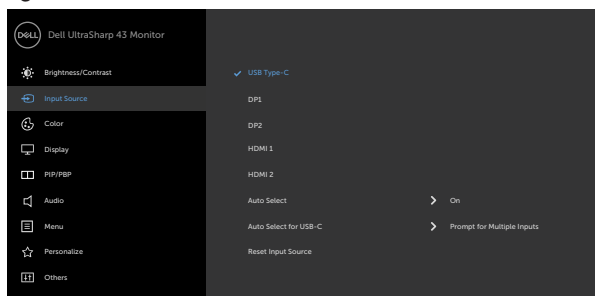 DELL
Dell UltraSharp 43 Monitor
Brightness/Contrast
USB Type-C
Input Source
DP1
Color
DP2
Display
HDMI 1
PIP/PBP
HDMI 2
Audio
Auto Select
On
Menu
Auto Select for USB-C
Prompt for Multiple Inputs
Personalize
Reset Input Source
Others